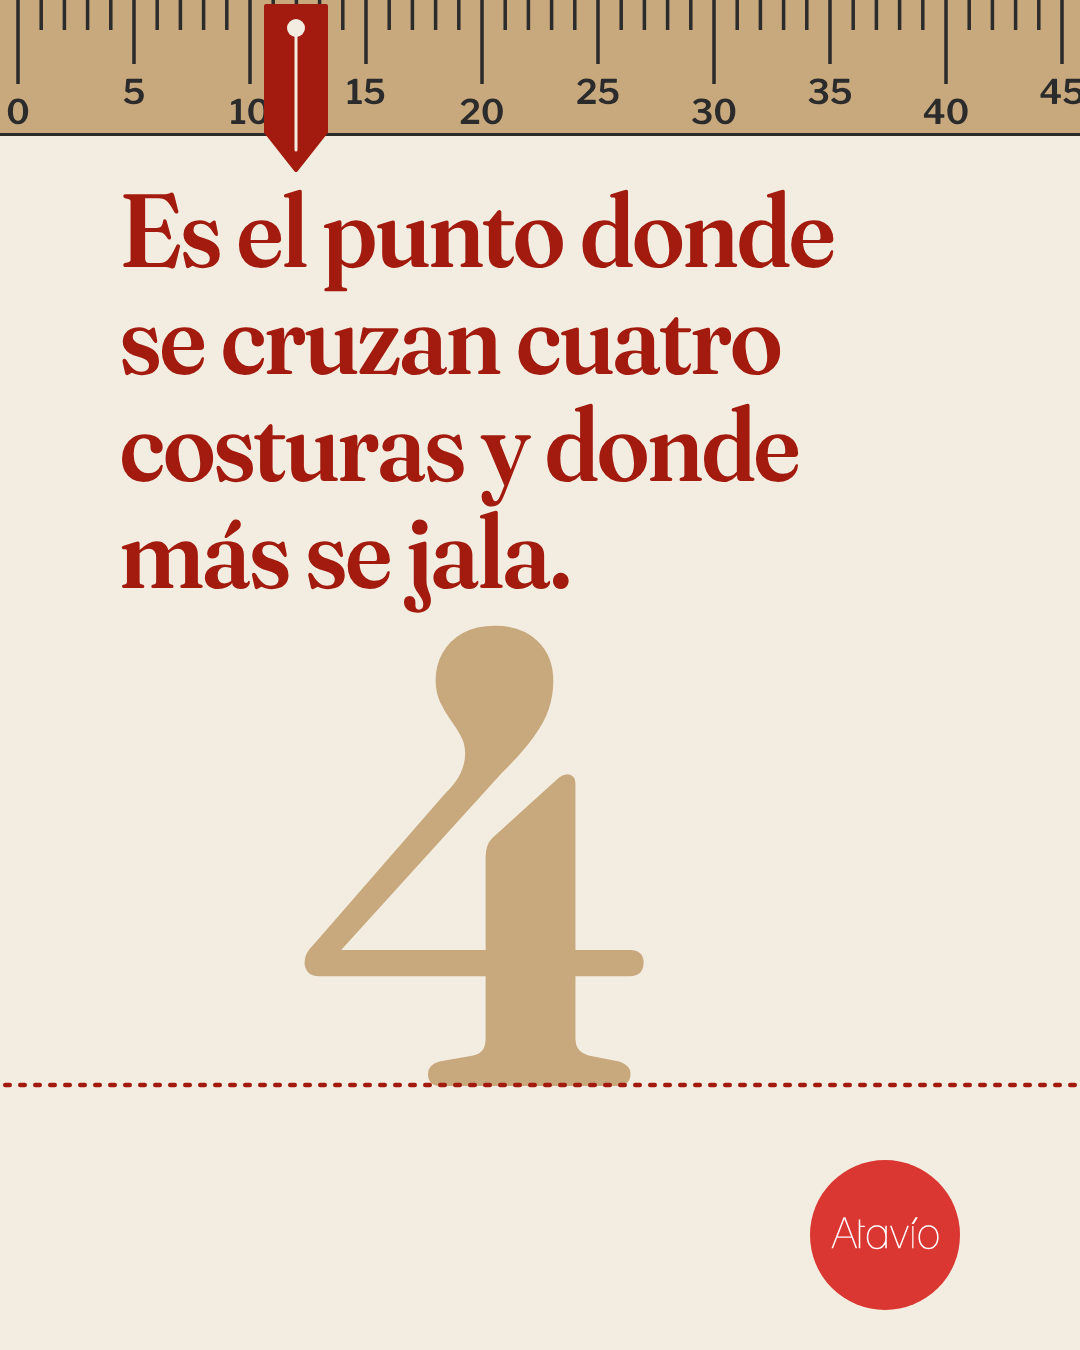 0 5 10 15 20 25 30 35 40 45
Es el punto donde
se cruzan cuatro
costuras y donde
más se jala.
4
Atavío